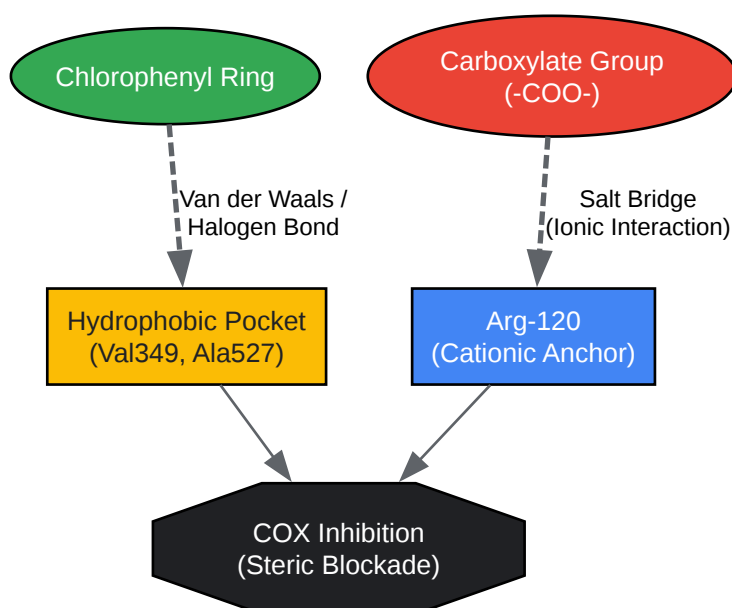 Chlorophenyl Ring
Carboxylate Group
(-COO-)
Van der Waals /
Halogen Bond
Salt Bridge
(Ionic Interaction)
Hydrophobic Pocket
(Val349, Ala527)
Arg-120
(Cationic Anchor)
COX Inhibition
(Steric Blockade)